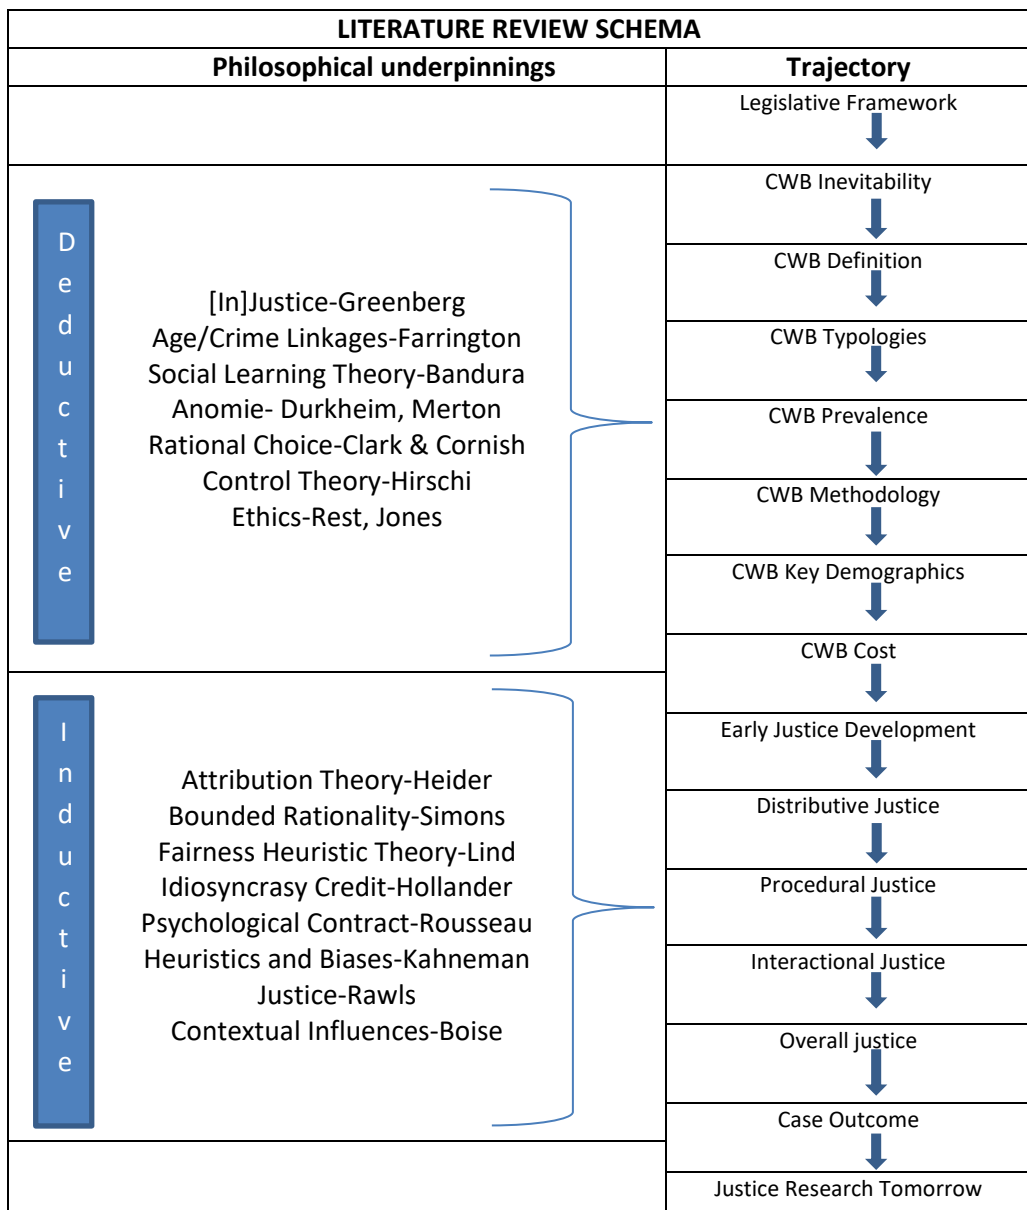 LITERATURE REVIEW SCHEMA
Philosophical underpinnings
Trajectory
Legislative Framework
Deductive
[In]Justice-Greenberg
Age/Crime Linkages-Farrington
Social Learning Theory-Bandura
Anomie- Durkheim, Merton
Rational Choice-Clark & Cornish
Control Theory-Hirschi
Ethics-Rest, Jones
CWB Inevitability
CWB Definition
CWB Typologies
CWB Prevalence
CWB Methodology
CWB Key Demographics
CWB Cost
Inductive
Attribution Theory-Heider
Bounded Rationality-Simons
Fairness Heuristic Theory-Lind
Idiosyncrasy Credit-Hollander
Psychological Contract-Rousseau
Heuristics and Biases-Kahneman
Justice-Rawls
Contextual Influences-Boise
Early Justice Development
Distributive Justice
Procedural Justice
Interactional Justice
Overall justice
Case Outcome
Justice Research Tomorrow